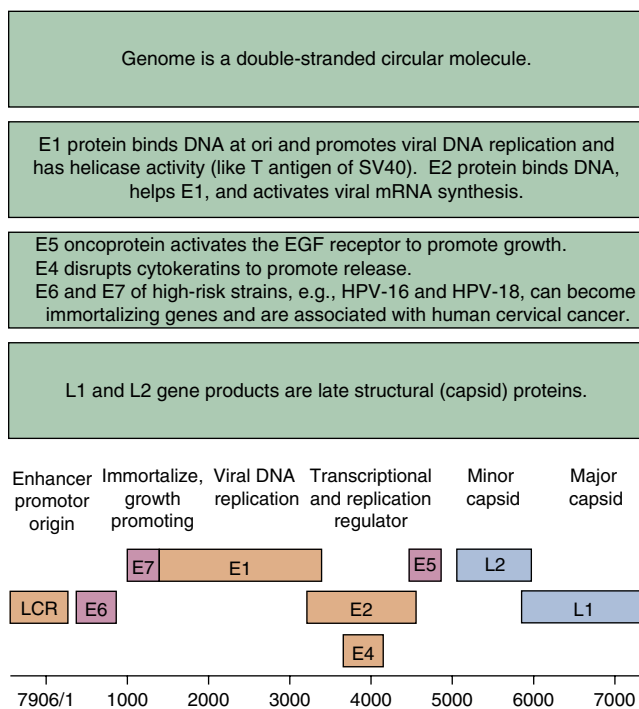 Genome is a double-stranded circular molecule.
E1 protein binds DNA at ori and promotes viral DNA replication and
has helicase activity (like T antigen of SV40). E2 protein binds DNA,
helps E1, and activates viral mRNA synthesis.
E5 oncoprotein activates the EGF receptor to promote growth.
E4 disrupts cytokeratins to promote release.
E6 and E7 of high-risk strains, e.g., HPV-16 and HPV-18, can become
immortalizing genes and are associated with human cervical cancer.
L1 and L2 gene products are late structural (capsid) proteins.
Enhancer
promotor
origin
Immortalize,
growth
promoting
Viral DNA
replication
Transcriptional
and replication
regulator
Minor
capsid
Major
capsid
E7 E1 E5 L2
LCR E6 E2 L1
E4
7906/1 1000 2000 3000 4000 5000 6000 7000